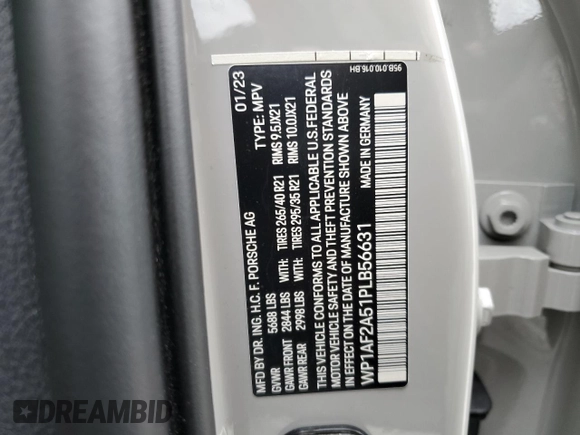 95B.010.015.BH
MFD BY DR. ING. H.C. F. PORSCHE AG 01/23
GVWR 5688 LBS TYPE: MPV
GAWR FRONT 2844 LBS WITH: TIRES 265/40 R21 RIMS 9.5JX21
GAWR REAR 2998 LBS WITH: TIRES 295/35 R21 RIMS 10.0JX21
THIS VEHICLE CONFORMS TO ALL APPLICABLE U.S.FEDERAL
MOTOR VEHICLE SAFETY AND THEFT PREVENTION STANDARDS
IN EFFECT ON THE DATE OF MANUFACTURE SHOWN ABOVE
WP1AF2A51PLB56631 MADE IN GERMANY
DREAMBID